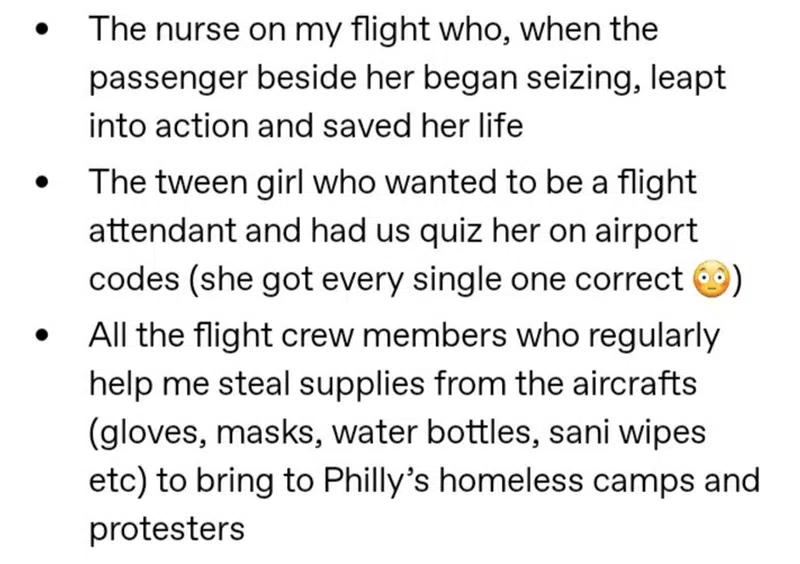 • The nurse on my flight who, when the
passenger beside her began seizing, leapt
into action and saved her life
• The tween girl who wanted to be a flight
attendant and had us quiz her on airport
codes (she got every single one correct 😳)
• All the flight crew members who regularly
help me steal supplies from the aircrafts
(gloves, masks, water bottles, sani wipes
etc) to bring to Philly’s homeless camps and
protesters